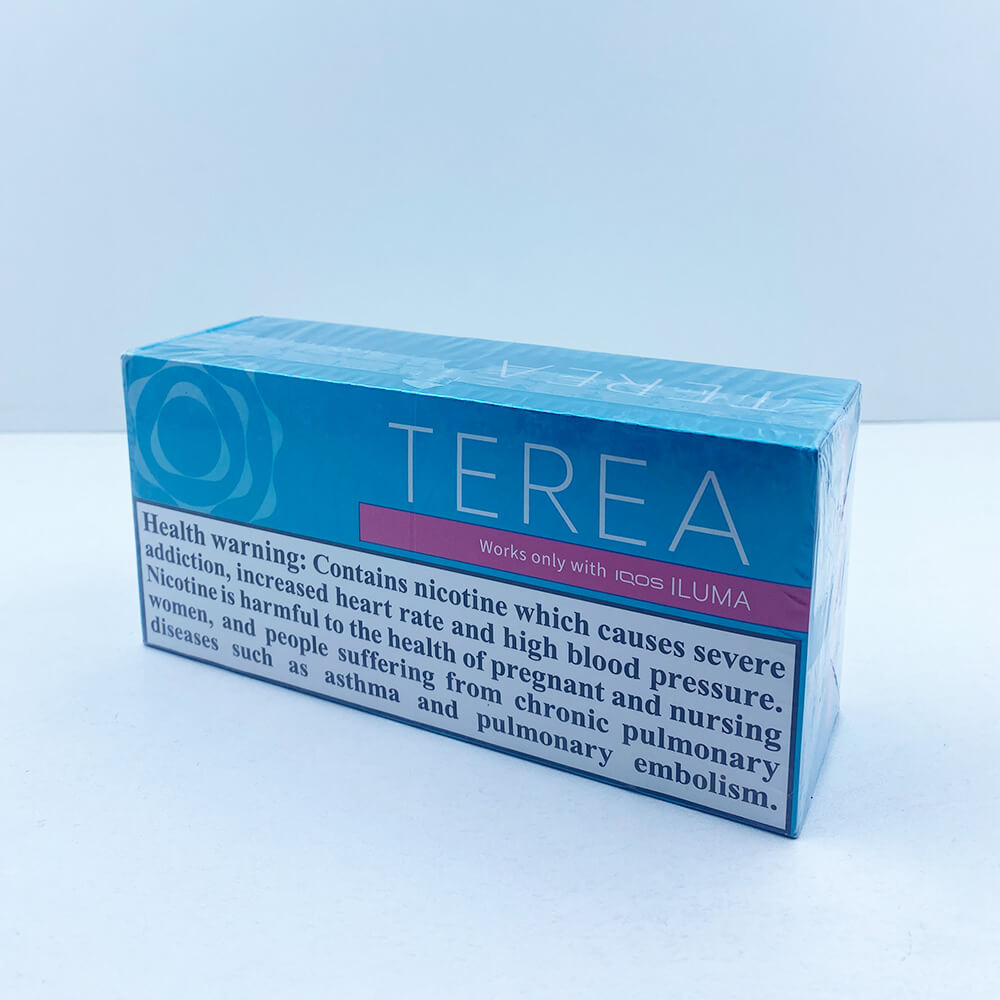 TEREA
TEREA
Works only with IQOS ILUMA
Health warning: Contains nicotine which causes severe
addiction, increased heart rate and high blood pressure.
Nicotine is harmful to the health of pregnant and nursing
women, and people suffering from chronic pulmonary
diseases such as asthma and pulmonary embolism.